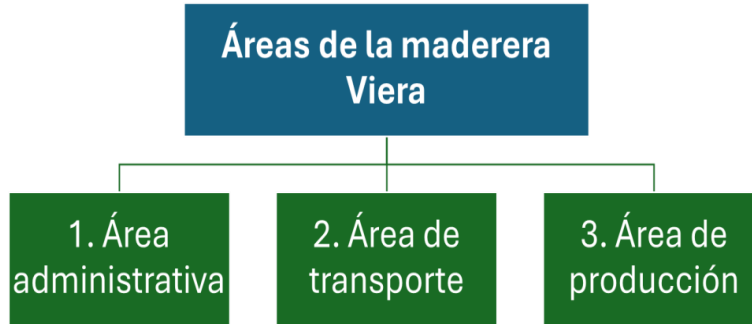 Áreas de la maderera
Viera
1. Área
administrativa
2. Área de
transporte
3. Área de
producción